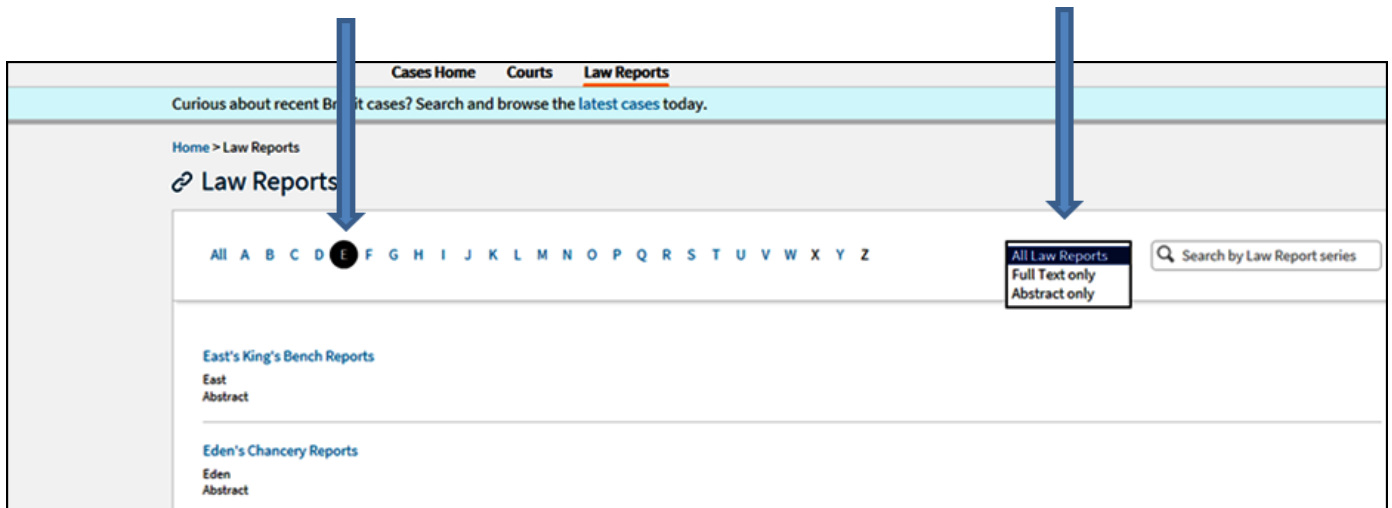 Cases Home Courts Law Reports
Curious about recent it cases? Search and browse the latest cases today.
Home > Law Reports
Law Reports
All A B C D E F G H I J K L M N O P Q R S T U V W X Y Z
All Law Reports
Full Text only
Abstract only
Search by Law Report series
East's King's Bench Reports
East
Abstract
Eden's Chancery Reports
Eden
Abstract